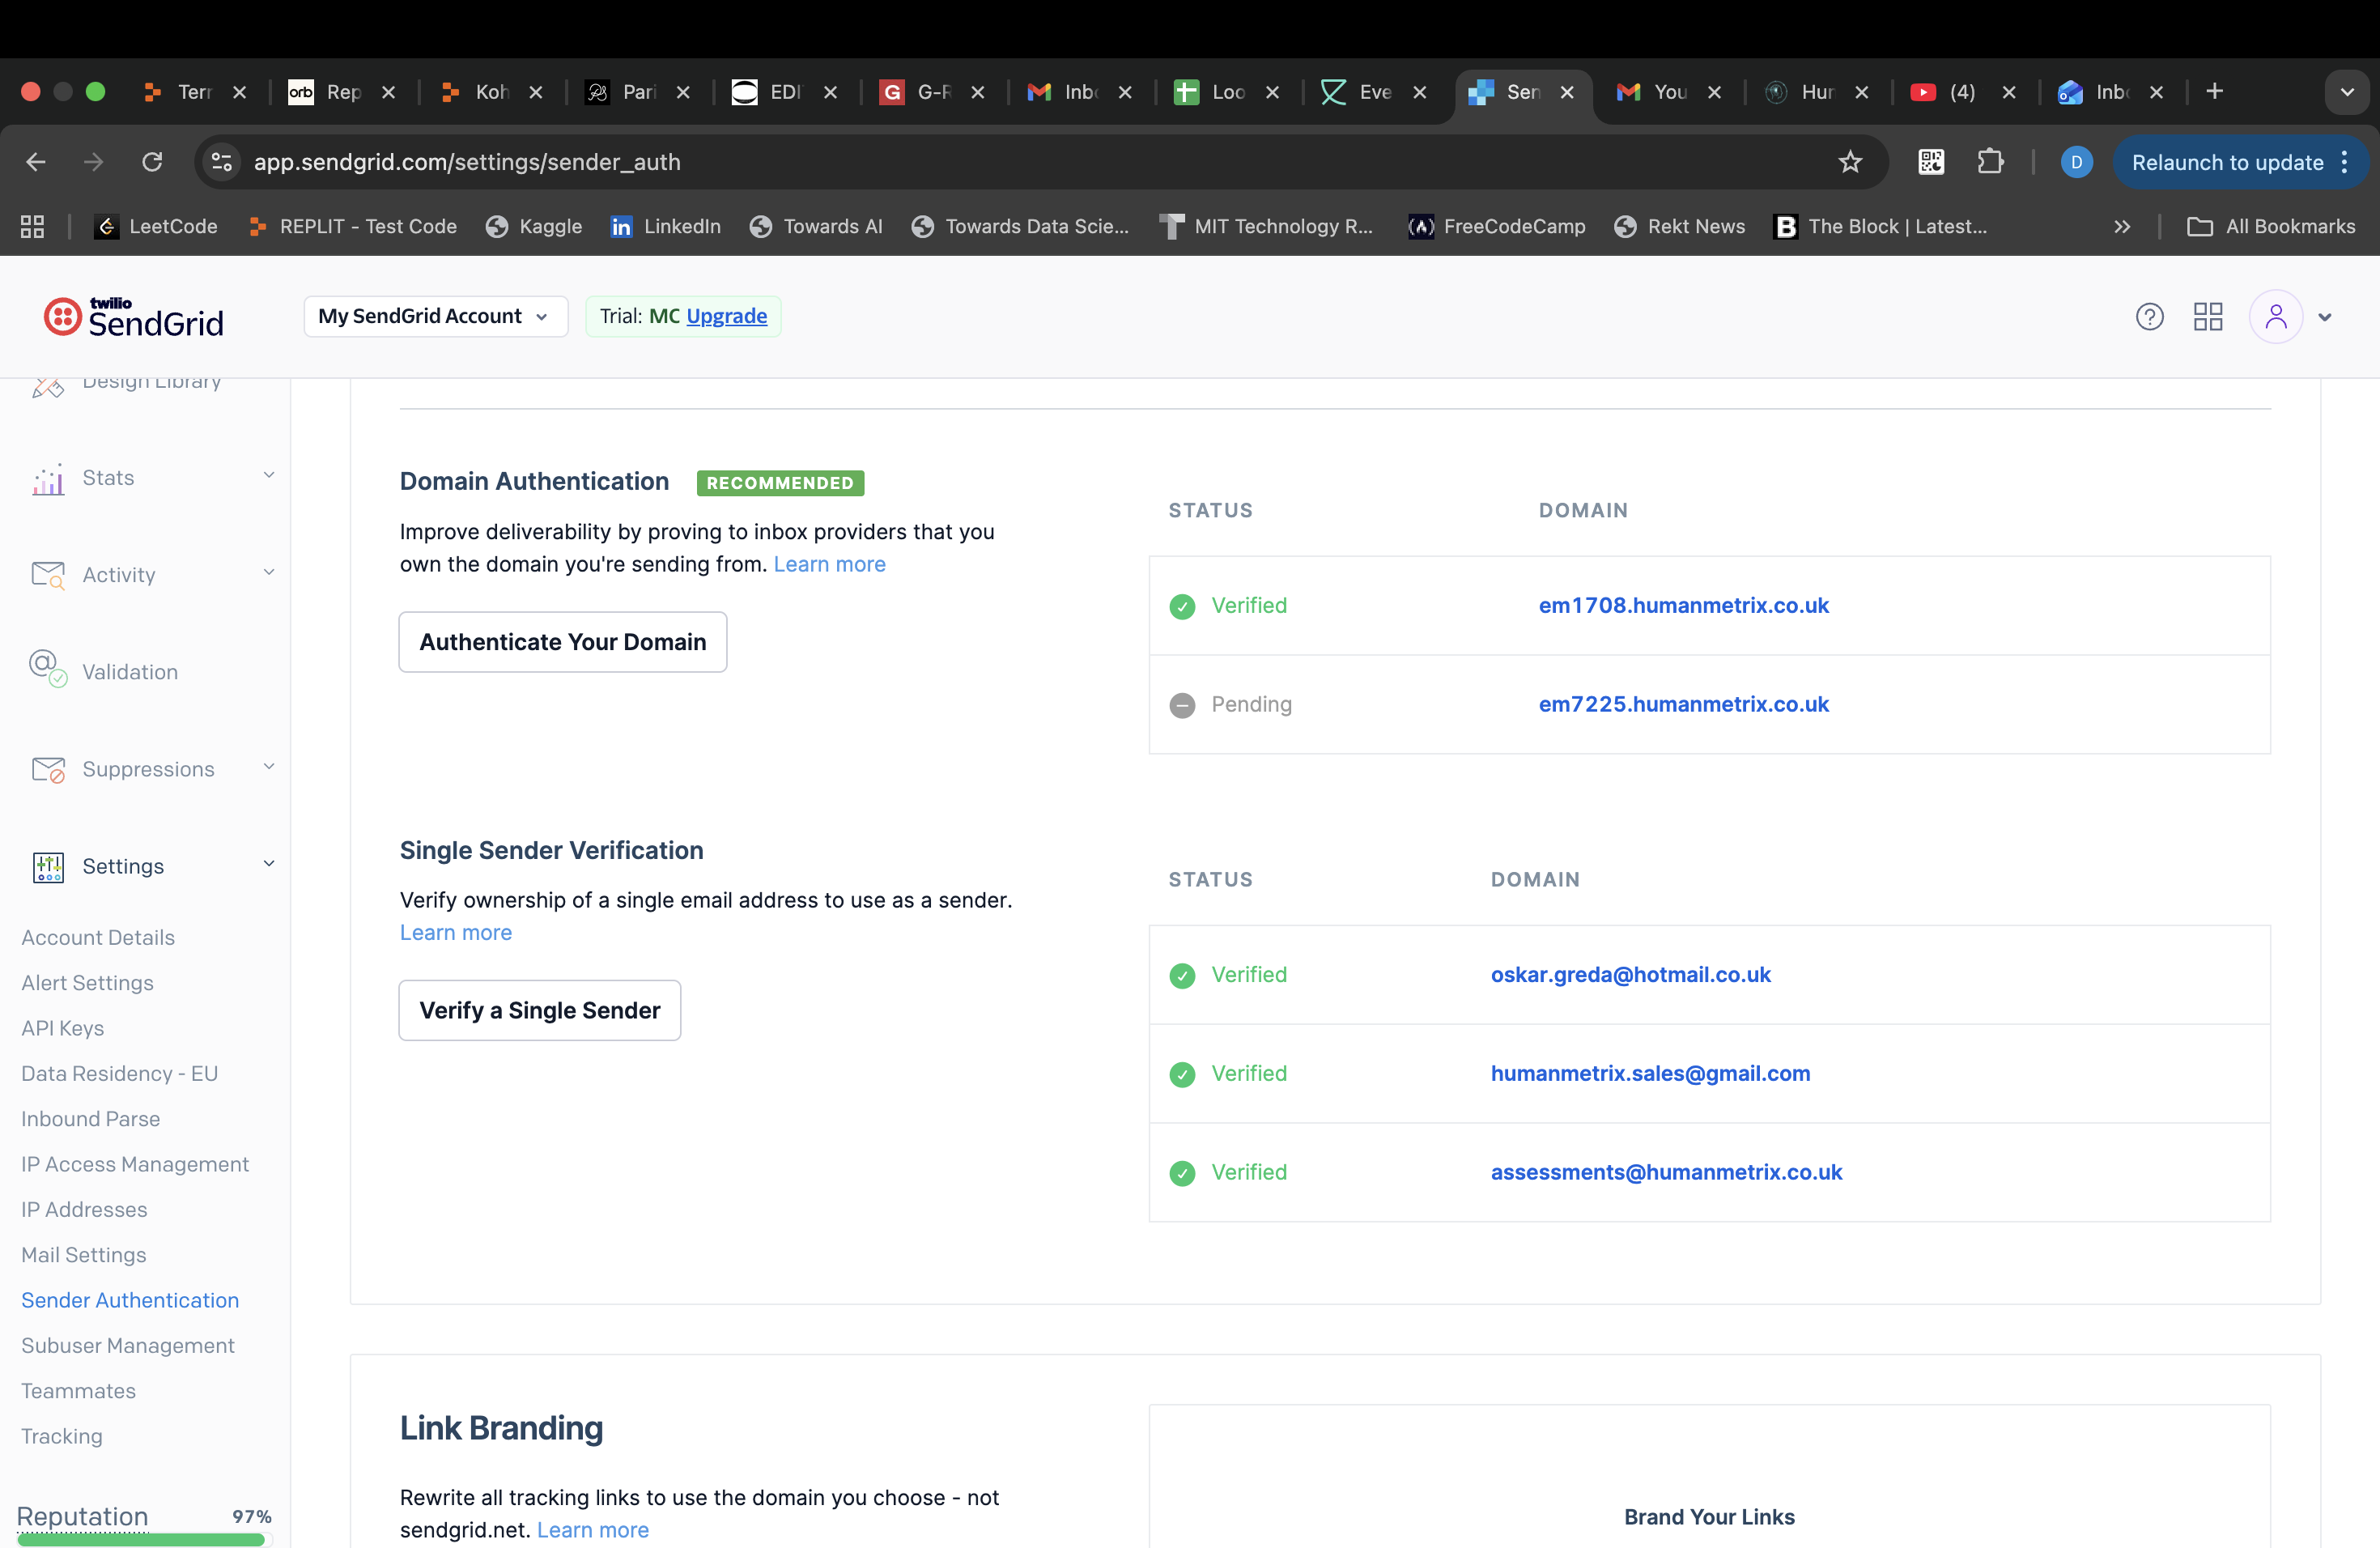 Terr
Rep
Koh
Pari
EDI
G-R
Inbo
Loo
Eve
Sen
You
Hur
(4)
Inbo
app.sendgrid.com/settings/sender_auth
D
Relaunch to update
LeetCode
REPLIT - Test Code
Kaggle
LinkedIn
Towards AI
Towards Data Scie...
MIT Technology R...
FreeCodeCamp
Rekt News
The Block | Latest...
All Bookmarks
twilio
SendGrid
My SendGrid Account
Trial: MC Upgrade
Design Library
Stats
Activity
Validation
Suppressions
Settings
Account Details
Alert Settings
API Keys
Data Residency - EU
Inbound Parse
IP Access Management
IP Addresses
Mail Settings
Sender Authentication
Subuser Management
Teammates
Tracking
Reputation 97%
Domain Authentication RECOMMENDED
Improve deliverability by proving to inbox providers that you
own the domain you're sending from. Learn more
Authenticate Your Domain
STATUS DOMAIN
Verified em1708.humanmetrix.co.uk
Pending em7225.humanmetrix.co.uk
Single Sender Verification
Verify ownership of a single email address to use as a sender.
Learn more
Verify a Single Sender
STATUS DOMAIN
Verified oskar.greda@hotmail.co.uk
Verified humanmetrix.sales@gmail.com
Verified assessments@humanmetrix.co.uk
Link Branding
Rewrite all tracking links to use the domain you choose - not
sendgrid.net. Learn more
Brand Your Links